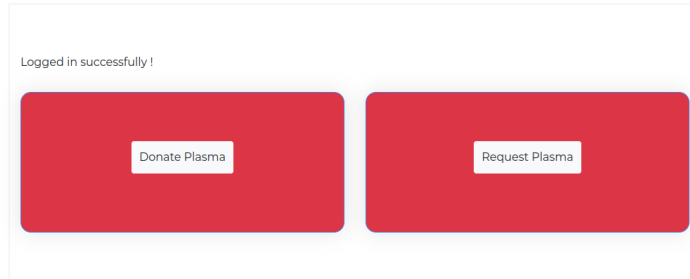 Logged in successfully !
Donate Plasma
Request Plasma